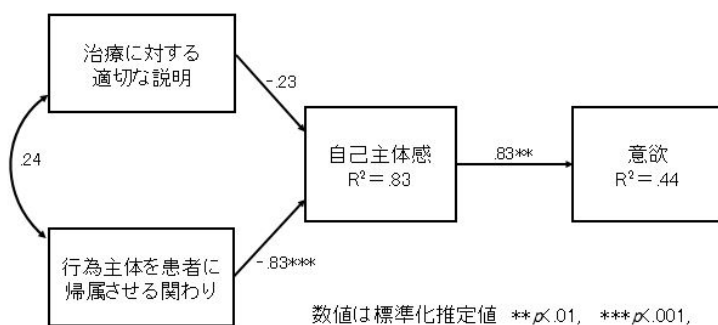 治療に対する
適切な説明
-.23
.24
自己主体感
R²=.83
.83**
意欲
R²=.44
行為主体を患者に
帰属させる関わり
-.83***
数値は標準化推定値 **p<.01, ***p<.001,